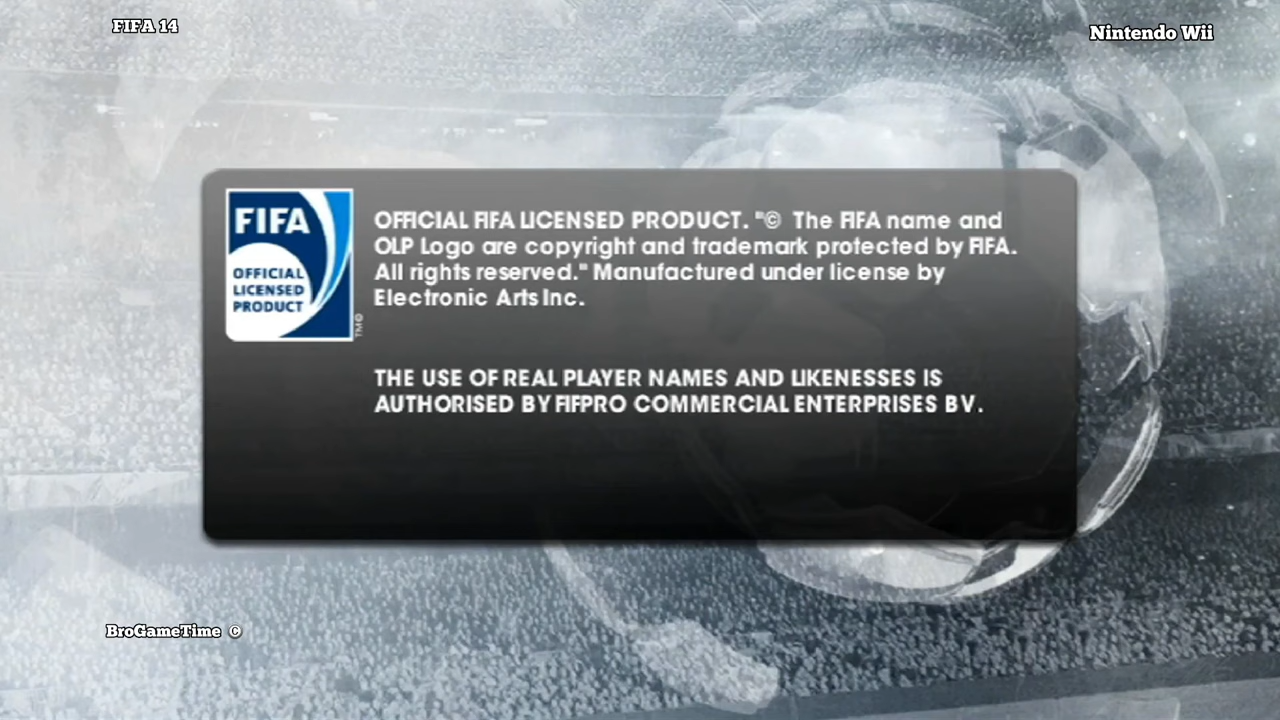 FIFA 14
Nintendo Wii
FIFA
OFFICIAL
LICENSED
PRODUCT
TM©
OFFICIAL FIFA LICENSED PRODUCT. "© The FIFA name and
OLP Logo are copyright and trademark protected by FIFA.
All rights reserved." Manufactured under license by
Electronic Arts Inc.
THE USE OF REAL PLAYER NAMES AND LIKENESSES IS
AUTHORISED BY FIFPRO COMMERCIAL ENTERPRISES BV.
BroGameTime ©